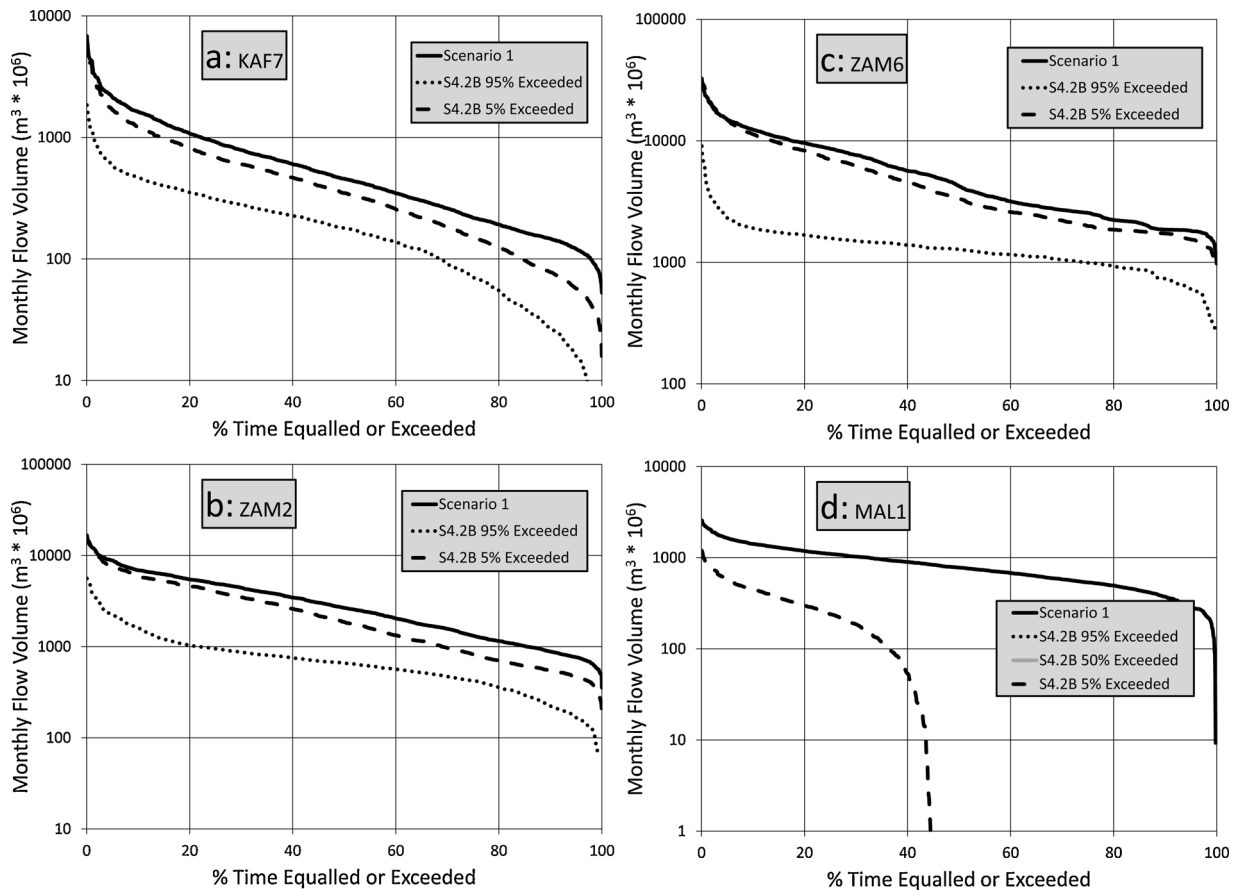 a: KAF7
Monthly Flow Volume (m³ * 10⁶)
10000
1000
100
10
0 20 40 60 80 100
% Time Equalled or Exceeded
Scenario 1
S4.2B 95% Exceeded
S4.2B 5% Exceeded
c: ZAM6
Monthly Flow Volume (m³ * 10⁶)
100000
10000
1000
100
0 20 40 60 80 100
% Time Equalled or Exceeded
Scenario 1
S4.2B 95% Exceeded
S4.2B 5% Exceeded
b: ZAM2
Monthly Flow Volume (m³ * 10⁶)
100000
10000
1000
100
10
0 20 40 60 80 100
% Time Equalled or Exceeded
Scenario 1
S4.2B 95% Exceeded
S4.2B 5% Exceeded
d: MAL1
Monthly Flow Volume (m³ * 10⁶)
10000
1000
100
10
1
0 20 40 60 80 100
% Time Equalled or Exceeded
Scenario 1
S4.2B 95% Exceeded
S4.2B 50% Exceeded
S4.2B 5% Exceeded